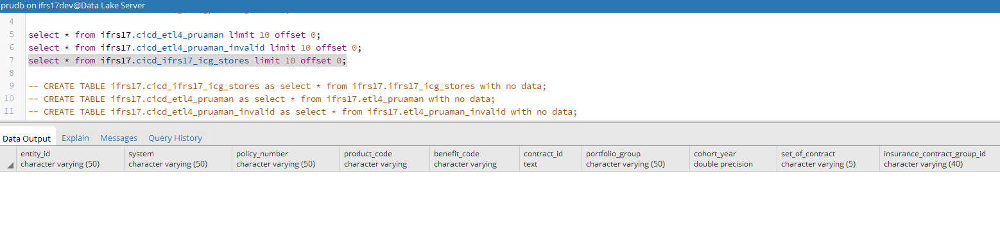 prudb on ifrs17dev@Data Lake Server
4
5 select * from ifrs17.cicd_etl4_pruaman limit 10 offset 0;
6 select * from ifrs17.cicd_etl4_pruaman_invalid limit 10 offset 0;
7 select * from ifrs17.cicd_ifrs17_icg_stores limit 10 offset 0;
8
9 -- CREATE TABLE ifrs17.cicd_ifrs17_icg_stores as select * from ifrs17.ifrs17_icg_stores with no data;
10 -- CREATE TABLE ifrs17.cicd_etl4_pruaman as select * from ifrs17.etl4_pruaman with no data;
11 -- CREATE TABLE ifrs17.cicd_etl4_pruaman_invalid as select * from ifrs17.etl4_pruaman_invalid with no data;
Data Output Explain Messages Query History
entity_id system policy_number product_code benefit_code contract_id portfolio_group cohort_year set_of_contract insurance_contract_group_id
character varying (50) character varying (50) character varying (50) character varying character varying text character varying (50) double precision character varying (5) character varying (40)